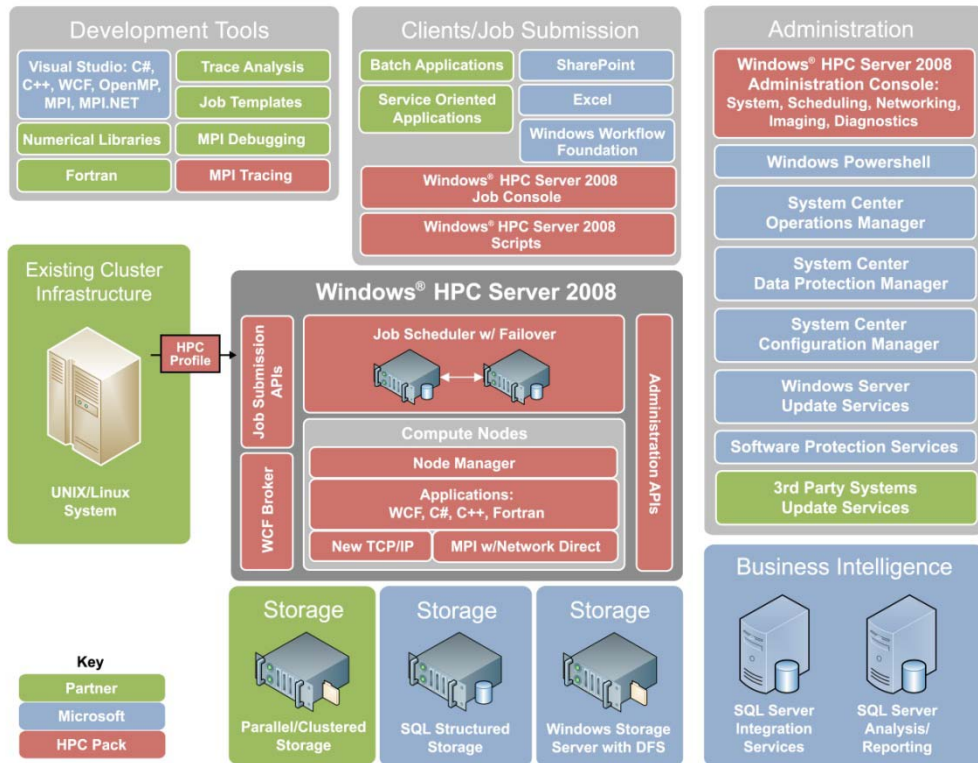 Development Tools
Visual Studio: C#,
C++, WCF, OpenMP,
MPI, MPI.NET
Trace Analysis
Job Templates
Numerical Libraries
MPI Debugging
Fortran
MPI Tracing
Clients/Job Submission
Batch Applications
SharePoint
Service Oriented
Applications
Excel
Windows Workflow
Foundation
Windows® HPC Server 2008
Job Console
Windows® HPC Server 2008
Scripts
Administration
Windows® HPC Server 2008
Administration Console:
System, Scheduling, Networking,
Imaging, Diagnostics
Windows Powershell
System Center
Operations Manager
System Center
Data Protection Manager
System Center
Configuration Manager
Windows Server
Update Services
Software Protection Services
3rd Party Systems
Update Services
Existing Cluster
Infrastructure
UNIX/Linux
System
HPC
Profile
Windows® HPC Server 2008
Job Submission
APIs
WCF Broker
Job Scheduler w/ Failover
Compute Nodes
Node Manager
Applications:
WCF, C#, C++, Fortran
New TCP/IP
MPI w/Network Direct
Administration APIs
Storage
Parallel/Clustered
Storage
Storage
SQL Structured
Storage
Storage
Windows Storage
Server with DFS
Business Intelligence
SQL Server
Integration
Services
SQL Server
Analysis/
Reporting
Key
Partner
Microsoft
HPC Pack